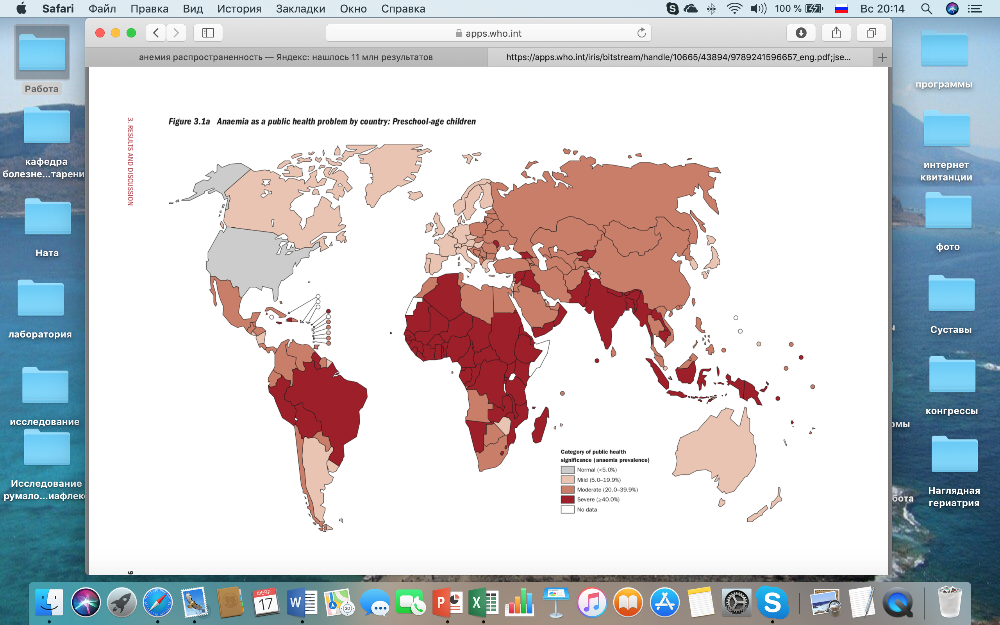 Safari Файл Правка Вид История Закладки Окно Справка 100 % Вс 20:14
apps.who.int
анемия распространенность — Яндекс: нашлось 11 млн результатов
https://apps.who.int/iris/bitstream/handle/10665/43894/9789241596657_eng.pdf;jse...
Работа
кафедра
болезне...тарени
Ната
лаборатория
исследование
Исследование
румало...иафлекс
3. RESULTS AND DISCUSSION
Figure 3.1a Anaemia as a public health problem by country: Preschool-age children
Category of public health
significance (anaemia prevalence)
Normal (<5.0%)
Mild (5.0–19.9%)
Moderate (20.0–39.9%)
Severe (≥40.0%)
No data
программы
интернет
квитанции
фото
Суставы
конгрессы
Наглядная
гериатрия
бота
ФЕВР.
17
W
3D
P
X
S